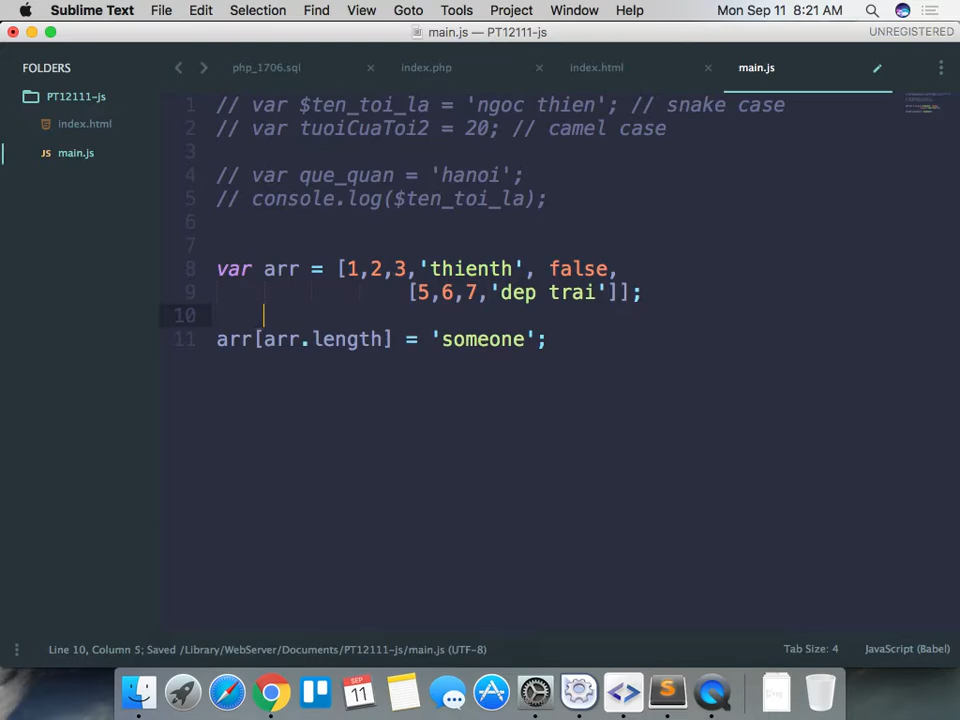 Sublime Text File Edit Selection Find View Goto Tools Project Window Help Mon Sep 11 8:21 AM
main.js — PT12111-js UNREGISTERED
FOLDERS
PT12111-js
index.html
JS main.js
php_1706.sql × index.php × index.html × main.js
1 // var $ten_toi_la = 'ngoc thien'; // snake case
2 // var tuoiCuaToi2 = 20; // camel case
3
4 // var que_quan = 'hanoi';
5 // console.log($ten_toi_la);
6
7
8 var arr = [1,2,3,'thienth', false,
9 [5,6,7,'dep trai']];
10
11 arr[arr.length] = 'someone';
Line 10, Column 5; Saved /Library/WebServer/Documents/PT12111-js/main.js (UTF-8) Tab Size: 4 JavaScript (Babel)
SEP
11